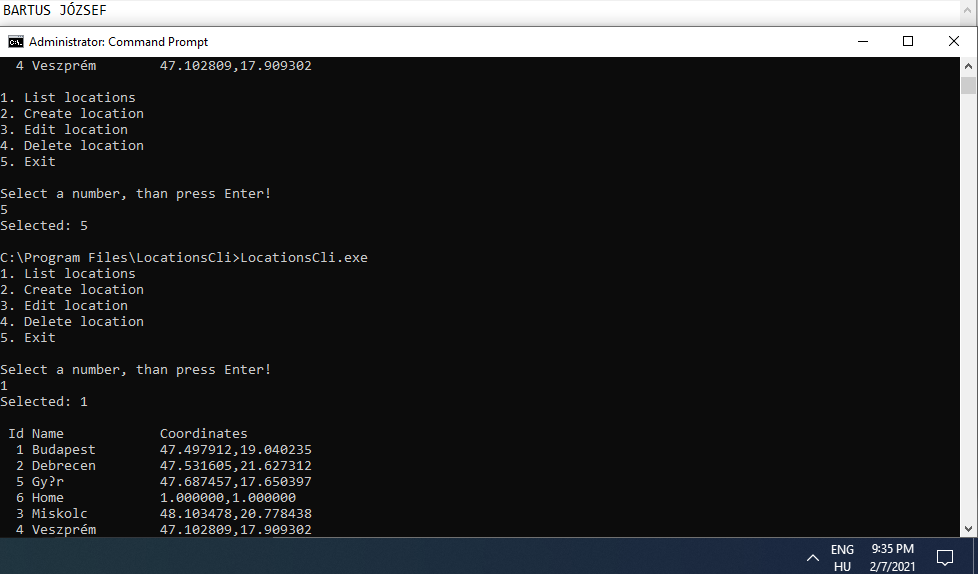 BARTUS JÓZSEF
Administrator: Command Prompt
4 Veszprém 47.102809,17.909302
1. List locations
2. Create location
3. Edit location
4. Delete location
5. Exit
Select a number, than press Enter!
5
Selected: 5
C:\Program Files\LocationsCli>LocationsCli.exe
1. List locations
2. Create location
3. Edit location
4. Delete location
5. Exit
Select a number, than press Enter!
1
Selected: 1
Id Name Coordinates
1 Budapest 47.497912,19.040235
2 Debrecen 47.531605,21.627312
5 Gy?r 47.687457,17.650397
6 Home 1.000000,1.000000
3 Miskolc 48.103478,20.778438
4 Veszprém 47.102809,17.909302
ENG 9:35 PM
HU 2/7/2021